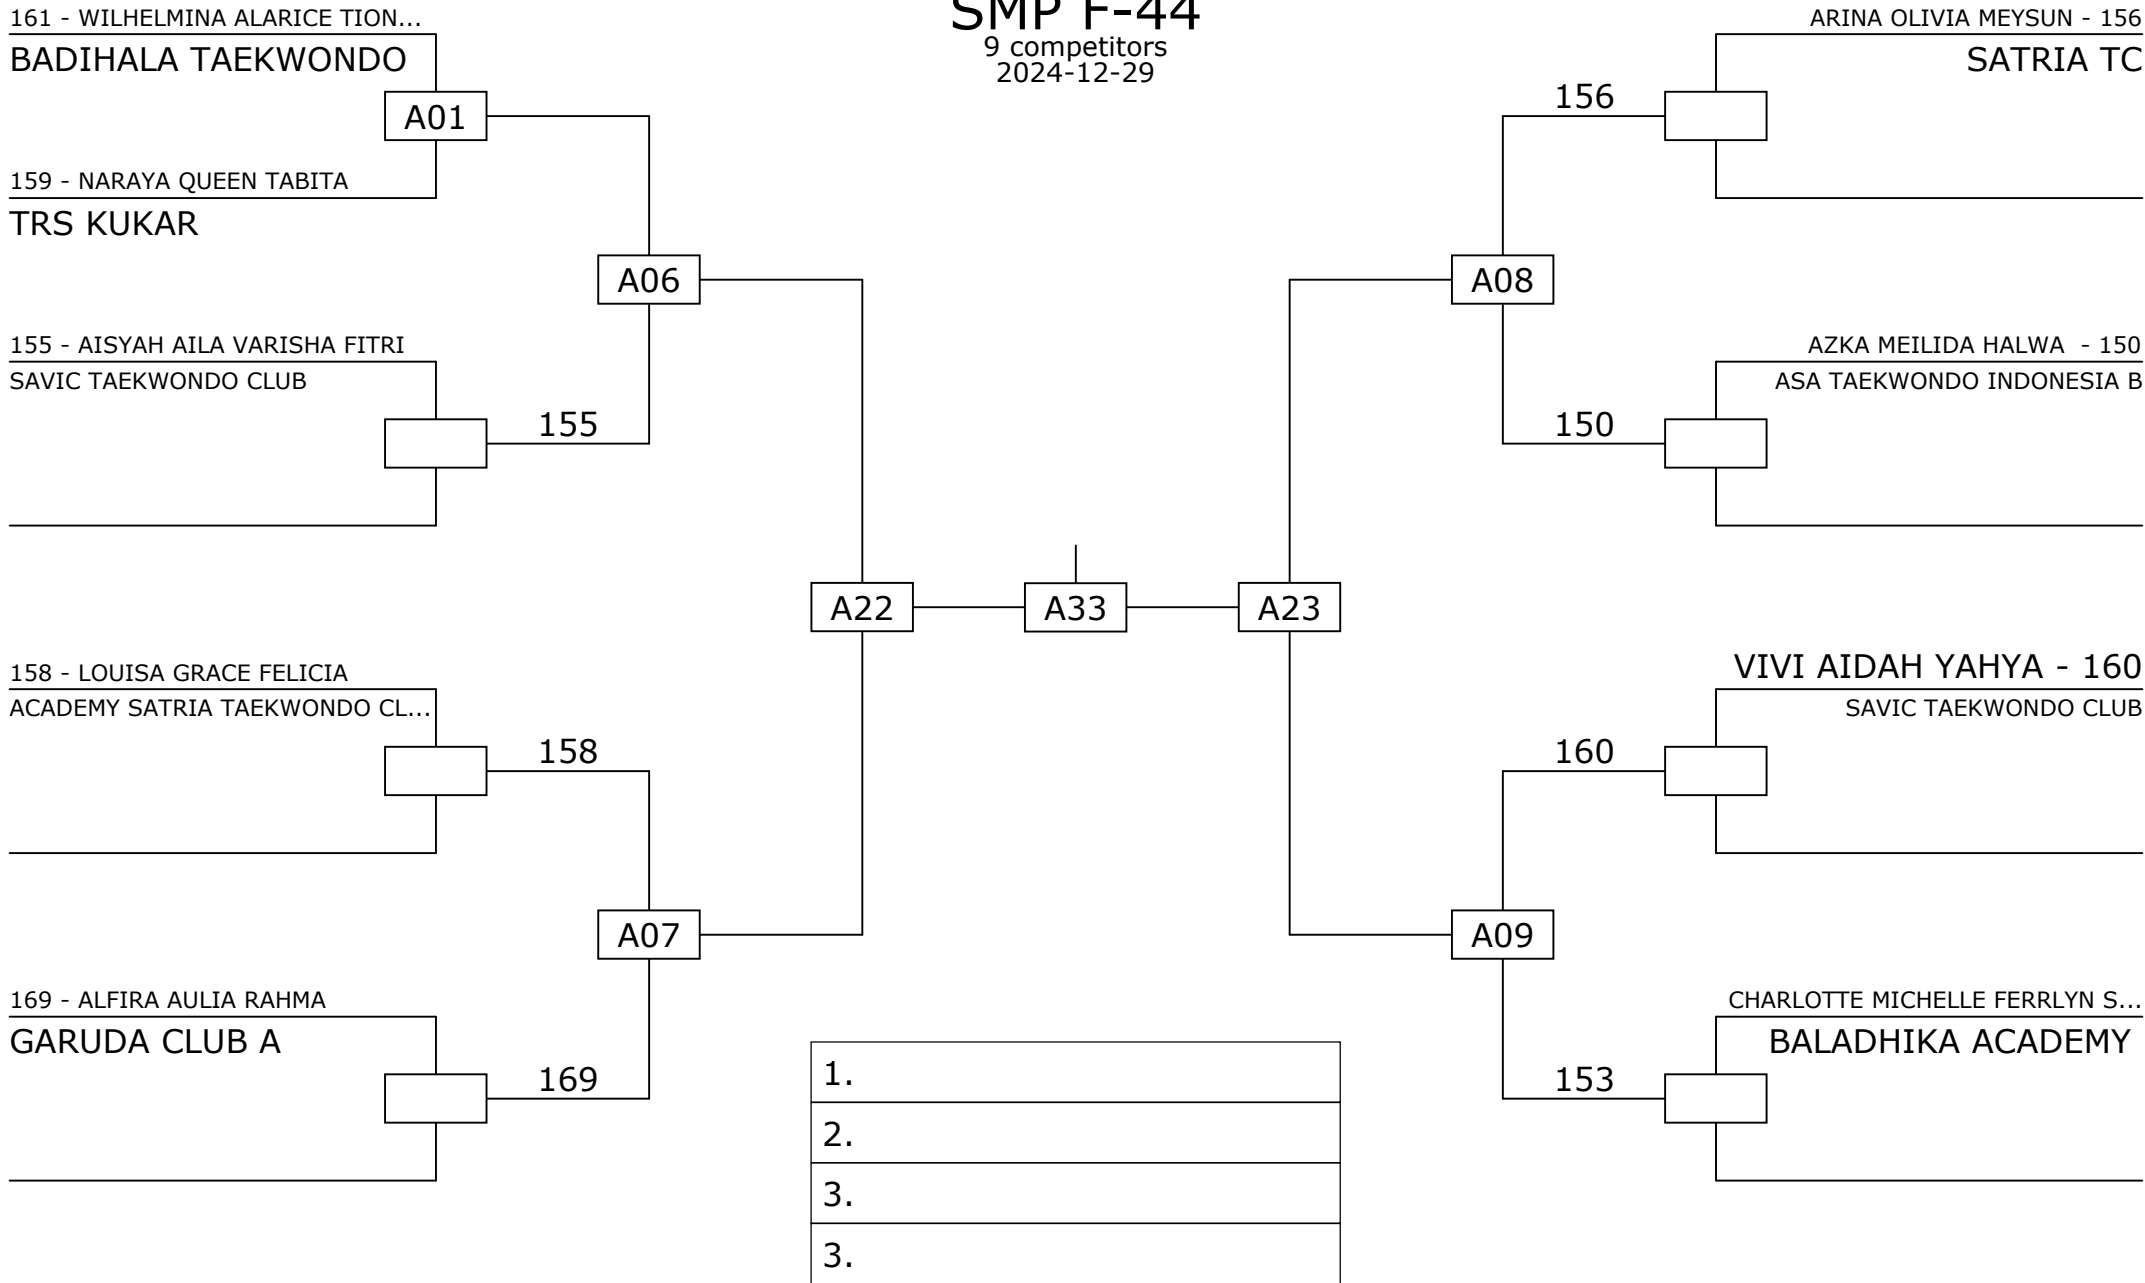 SMP F-44
9 competitors
2024-12-29
161 - WILHELMINA ALARICE TION...
BADIHALA TAEKWONDO
A01
159 - NARAYA QUEEN TABITA
TRS KUKAR
A06
155 - AISYAH AILA VARISHA FITRI
SAVIC TAEKWONDO CLUB
155
158 - LOUISA GRACE FELICIA
ACADEMY SATRIA TAEKWONDO CL...
158
A07
169 - ALFIRA AULIA RAHMA
GARUDA CLUB A
169
A22
A33
A23
ARINA OLIVIA MEYSUN - 156
SATRIA TC
156
A08
AZKA MEILIDA HALWA  - 150
ASA TAEKWONDO INDONESIA B
150
VIVI AIDAH YAHYA - 160
SAVIC TAEKWONDO CLUB
160
A09
CHARLOTTE MICHELLE FERRLYN S...
BALADHIKA ACADEMY
153
1.
2.
3.
3.